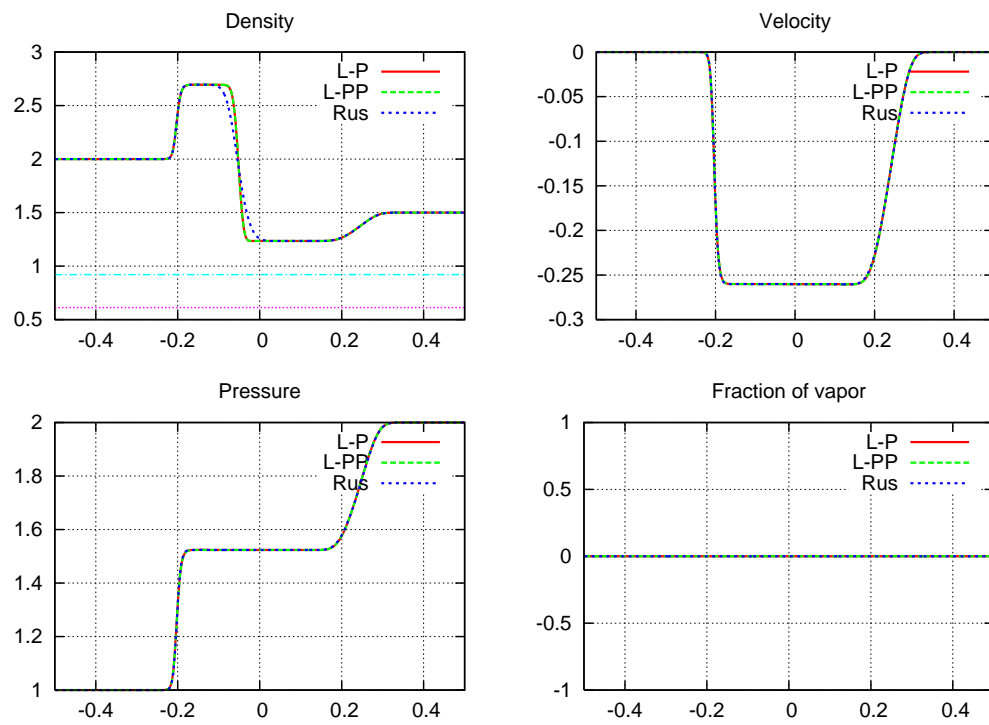 Density
3
2.5
2
1.5
1
0.5
-0.4
-0.2
0
0.2
0.4
L-P
L-PP
Rus
Velocity
0
-0.05
-0.1
-0.15
-0.2
-0.25
-0.3
-0.4
-0.2
0
0.2
0.4
L-P
L-PP
Rus
Pressure
2
1.8
1.6
1.4
1.2
1
-0.4
-0.2
0
0.2
0.4
L-P
L-PP
Rus
Fraction of vapor
1
0.5
0
-0.5
-1
-0.4
-0.2
0
0.2
0.4
L-P
L-PP
Rus